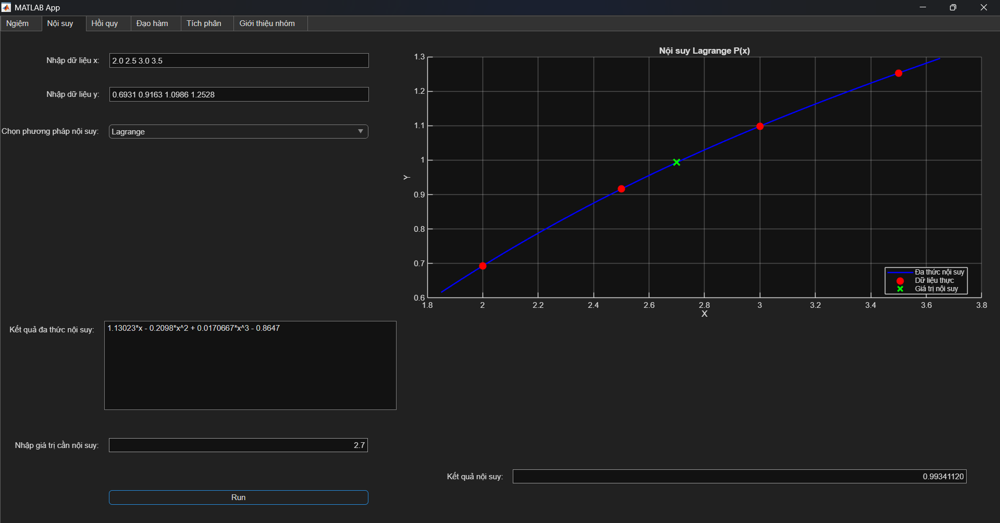 MATLAB App
Ngiệm Nội suy Hồi quy Đạo hàm Tích phân Giới thiệu nhóm
Nhập dữ liệu x: 2.0 2.5 3.0 3.5
Nhập dữ liệu y: 0.6931 0.9163 1.0986 1.2528
Chọn phương pháp nội suy: Lagrange
Nội suy Lagrange P(x)
1.3
1.2
1.1
1
0.9
0.8
0.7
0.6
Y
1.8 2 2.2 2.4 2.6 2.8 3 3.2 3.4 3.6 3.8
X
Đa thức nội suy
Dữ liệu thực
Giá trị nội suy
Kết quả đa thức nội suy: 1.13023*x - 0.2098*x^2 + 0.0170667*x^3 - 0.8647
Nhập giá trị cần nội suy: 2.7
Kết quả nội suy: 0.99341120
Run